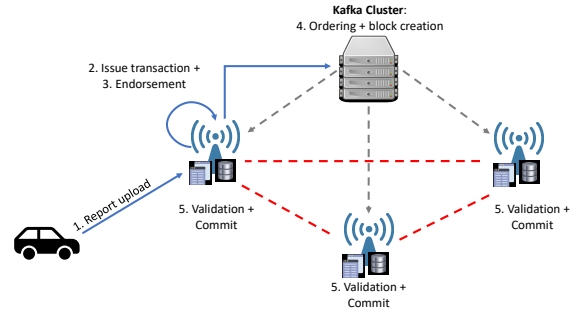 Kafka Cluster:
4. Ordering + block creation
2. Issue transaction +
3. Endorsement
1. Report upload
5. Validation +
Commit
5. Validation +
Commit
5. Validation +
Commit